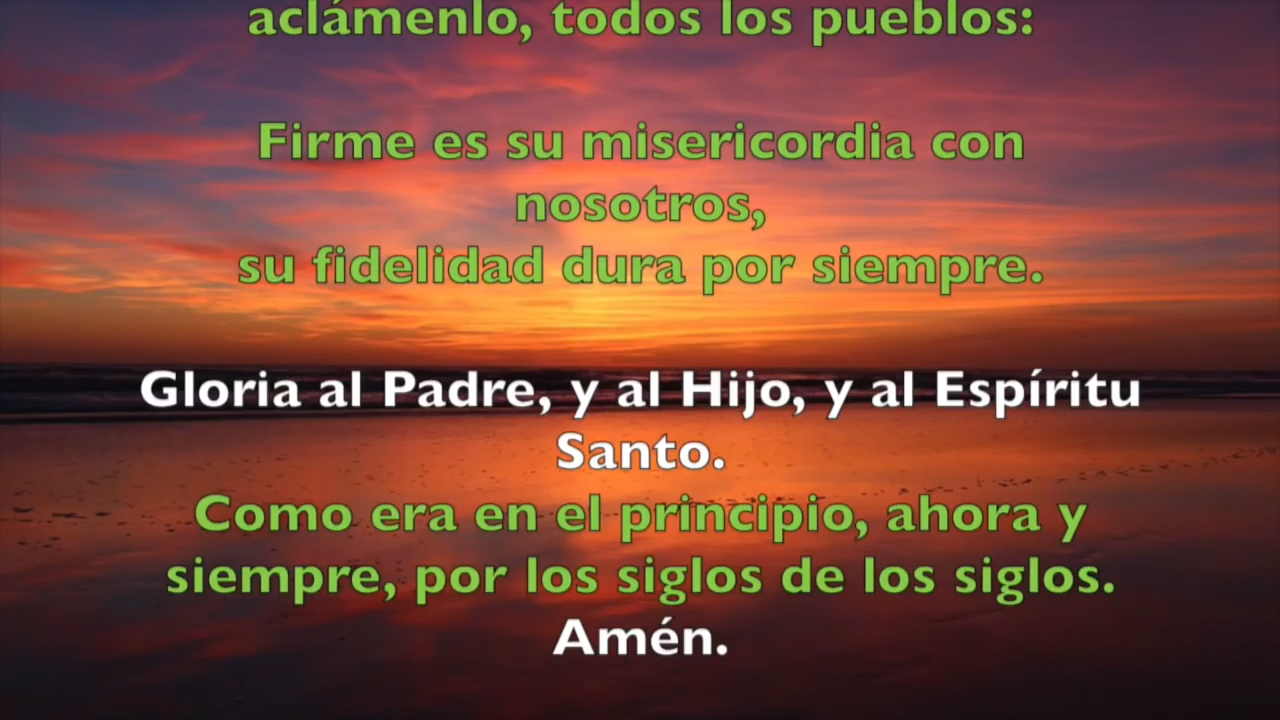 aclámenlo, todos los pueblos:
Firme es su misericordia con
nosotros,
su fidelidad dura por siempre.
Gloria al Padre, y al Hijo, y al Espíritu
Santo.
Como era en el principio, ahora y
siempre, por los siglos de los siglos.
Amén.